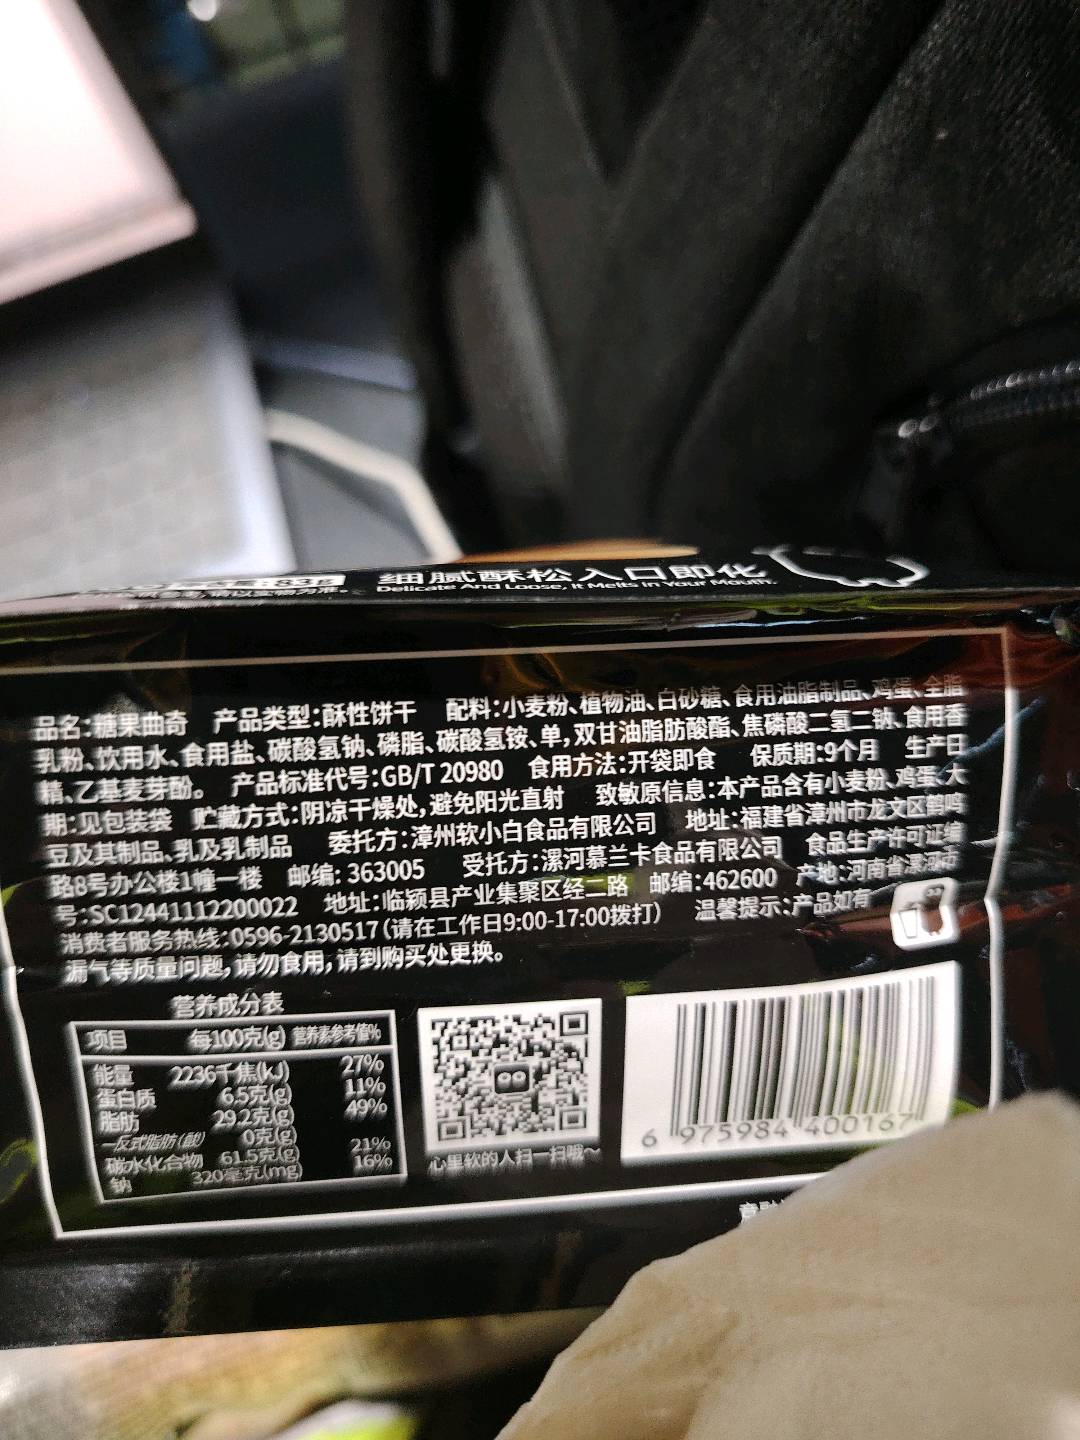 83g
细腻酥松入口即化
Delicate And Loose, It Melts in Your Mouth.
品名:糖果曲奇 产品类型:酥性饼干 配料:小麦粉、植物油、白砂糖、食用油脂制品、鸡蛋、全脂
乳粉、饮用水、食用盐、碳酸氢钠、磷脂、碳酸氢铵、单,双甘油脂肪酸酯、焦磷酸二氢二钠、食用香
精、乙基麦芽酚。 产品标准代号:GB/T 20980 食用方法:开袋即食 保质期:9个月 生产日
期:见包装袋 贮藏方式:阴凉干燥处,避免阳光直射 致敏原信息:本产品含有小麦粉、鸡蛋、大
豆及其制品、乳及乳制品 委托方:漳州软小白食品有限公司 地址:福建省漳州市龙文区鹤鸣
路8号办公楼1幢一楼 邮编:363005 受托方:漯河慕兰卡食品有限公司 食品生产许可证编
号:SC12441112200022 地址:临颍县产业集聚区经二路 邮编:462600 产地:河南省漯河市
消费者服务热线:0596-2130517(请在工作日9:00-17:00拨打) 温馨提示:产品如有
漏气等质量问题,请勿食用,请到购买处更换。
营养成分表
项目 每100克(g) 营养素参考值%
能量 2236千焦(kJ) 27%
蛋白质 6.5克(g) 11%
脂肪 29.2克(g) 49%
—反式脂肪(酸) 0克(g)
碳水化合物 61.5克(g) 21%
钠 320毫克(mg) 16%
心里软的人扫一扫哦~
6 975984 400167